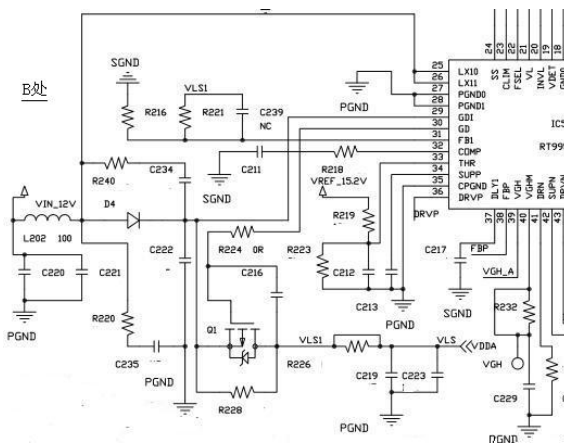 24
23
22
21
20
19
18
SS
CLIM
FSEL
VL
INVL
VDET
GND0
SGND
B处
VLS1
R216
R221
C239
NC
PGND
25
26
27
28
29
30
31
32
33
34
35
36
LX10
LX11
PGND0
PGND1
GDI
GD
FB1
COMP
THR
SUPP
CPGND
DRVP
DLY1
FBP
VGH
VGHM
DRN
SUPN
DRVN
IC5
RT99
37
38
39
40
41
42
43
C211
R218
VREF_15.2V
R240
C234
SGND
VIN_12V
D4
R219
DRVP
L202 100
R224 0R
R223
C217
FBP
C220
C221
C222
C216
C212
C213
VGH_A
SGND
R232
PGND
R220
Q1
PGND
VLS1
VLS
VDDA
C235
R226
VGH
PGND
R228
C219
C223
C229
PGND
PGND